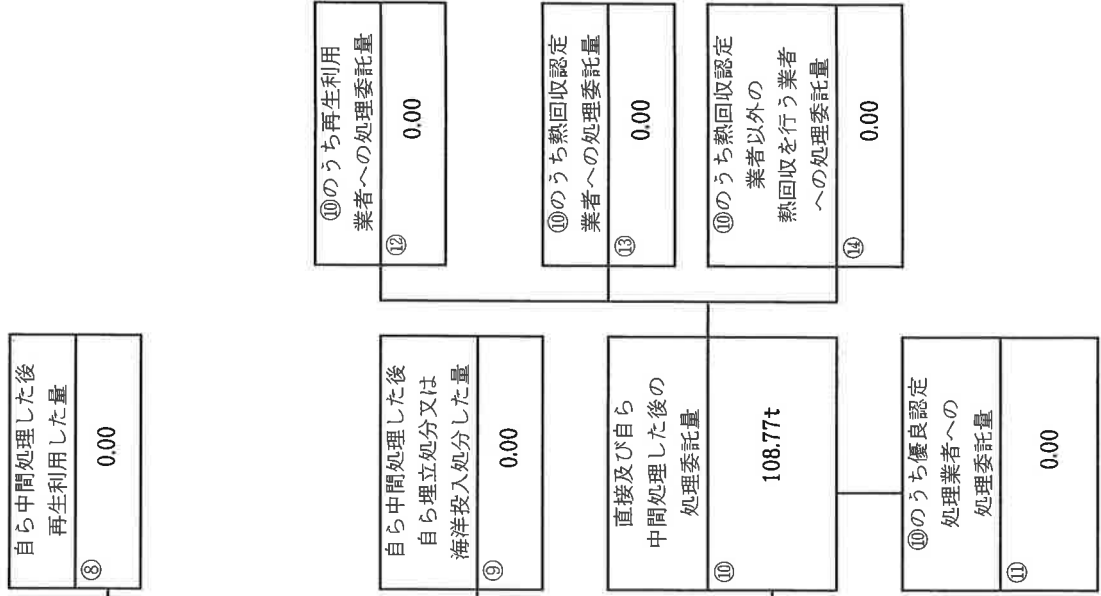 自ら中間処理した後
再生利用した量
⑧
0.00
自ら中間処理した後
自ら埋立処分又は
海洋投入処分した量
⑨
0.00
直接及び自ら
中間処理した後の
処理委託量
⑩
108.77t
⑩のうち優良認定
処理業者への
処理委託量
⑪
0.00
⑩のうち再生利用
業者への処理委託量
⑫
0.00
⑩のうち熱回収認定
業者への処理委託量
⑬
0.00
⑩のうち熱回収認定
業者以外の
熱回収を行う業者
への処理委託量
⑭
0.00